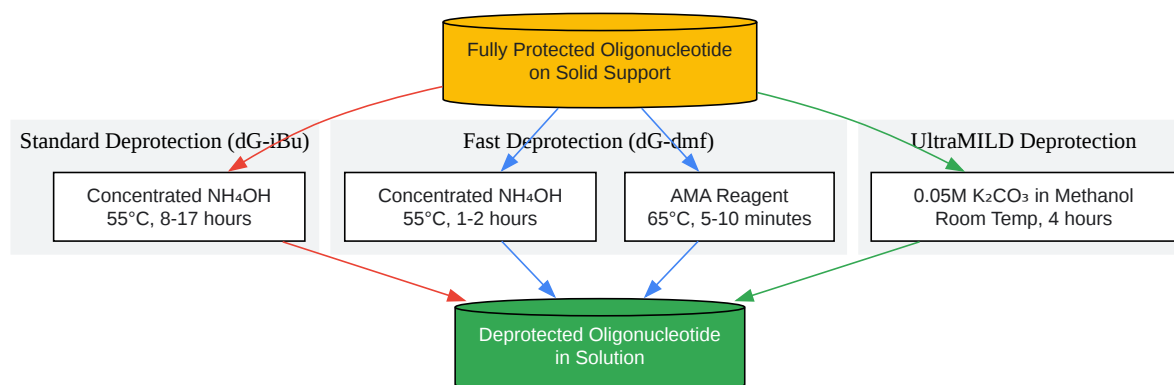 Fully Protected Oligonucleotide
on Solid Support
Standard Deprotection (dG-iBu)
Fast Deprotection (dG-dmf)
UltraMILD Deprotection
Concentrated NH₄OH
55°C, 8-17 hours
Concentrated NH₄OH
55°C, 1-2 hours
AMA Reagent
65°C, 5-10 minutes
0.05M K₂CO₃ in Methanol
Room Temp, 4 hours
Deprotected Oligonucleotide
in Solution